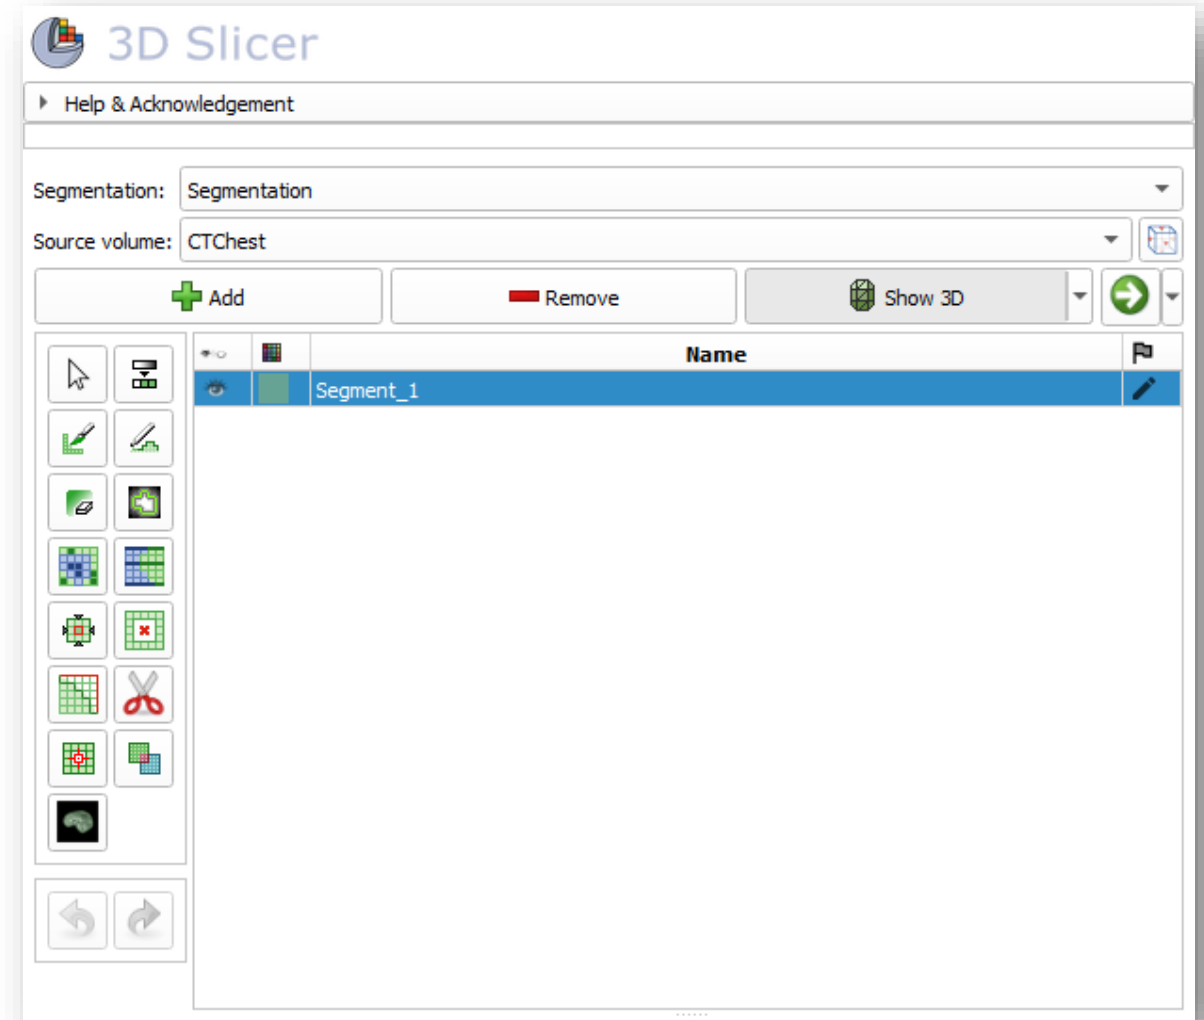 3D Slicer
Help & Acknowledgement
Segmentation: Segmentation
Source volume: CTChest
Add Remove Show 3D
Name
Segment_1